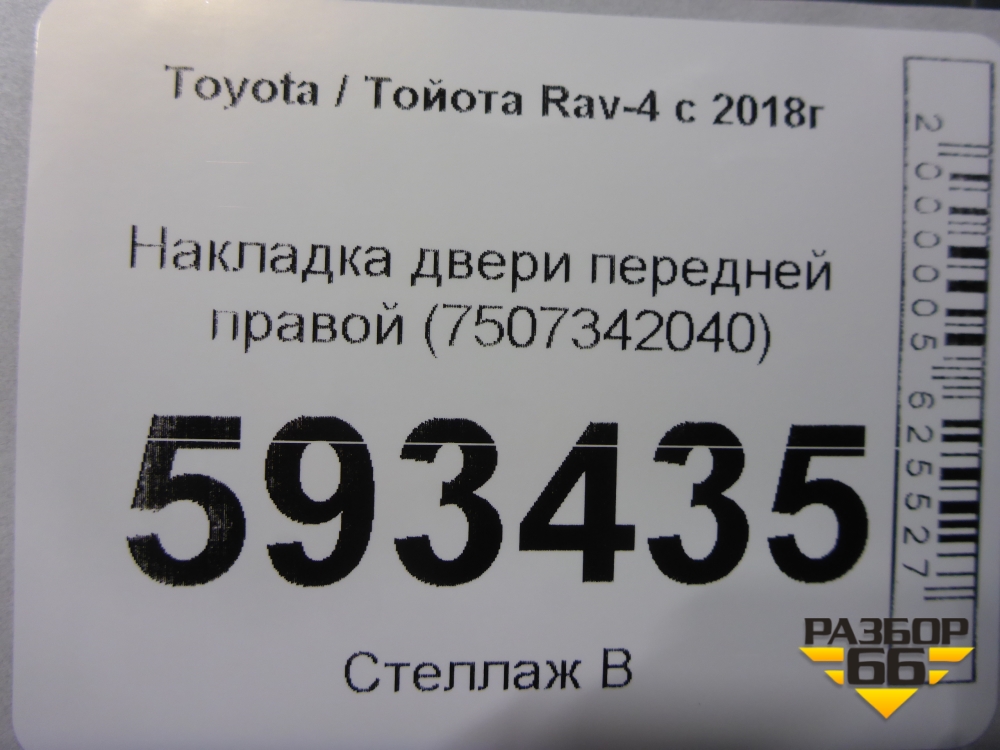 Toyota / Тойота Rav-4 с 2018г
Накладка двери передней
правой (7507342040)
593435
Стеллаж В
2000005625527
РАЗБОР
66